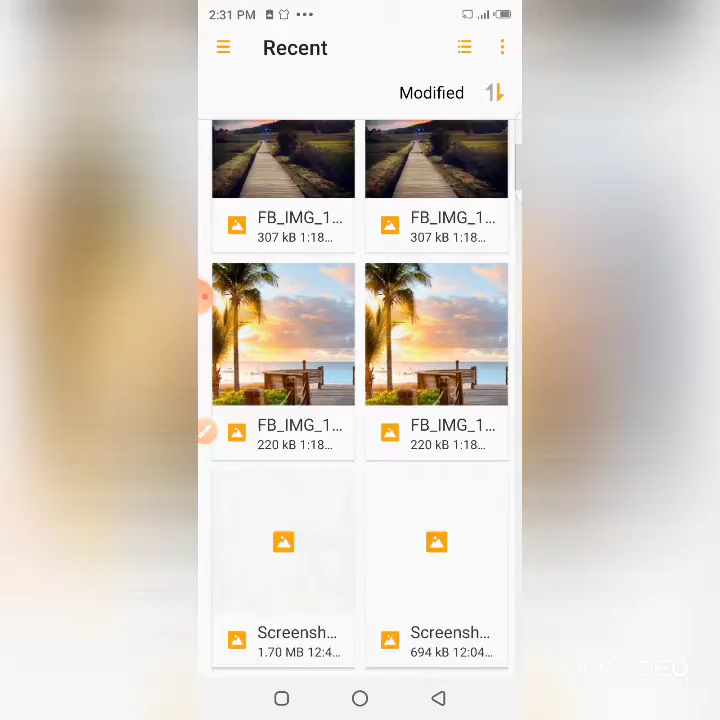 2:31 PM
Recent
Modified
FB_IMG_1...
307 kB 1:18...
FB_IMG_1...
307 kB 1:18...
FB_IMG_1...
220 kB 1:18...
FB_IMG_1...
220 kB 1:18...
Screensh...
1.70 MB 12:4...
Screensh...
694 kB 12:04...